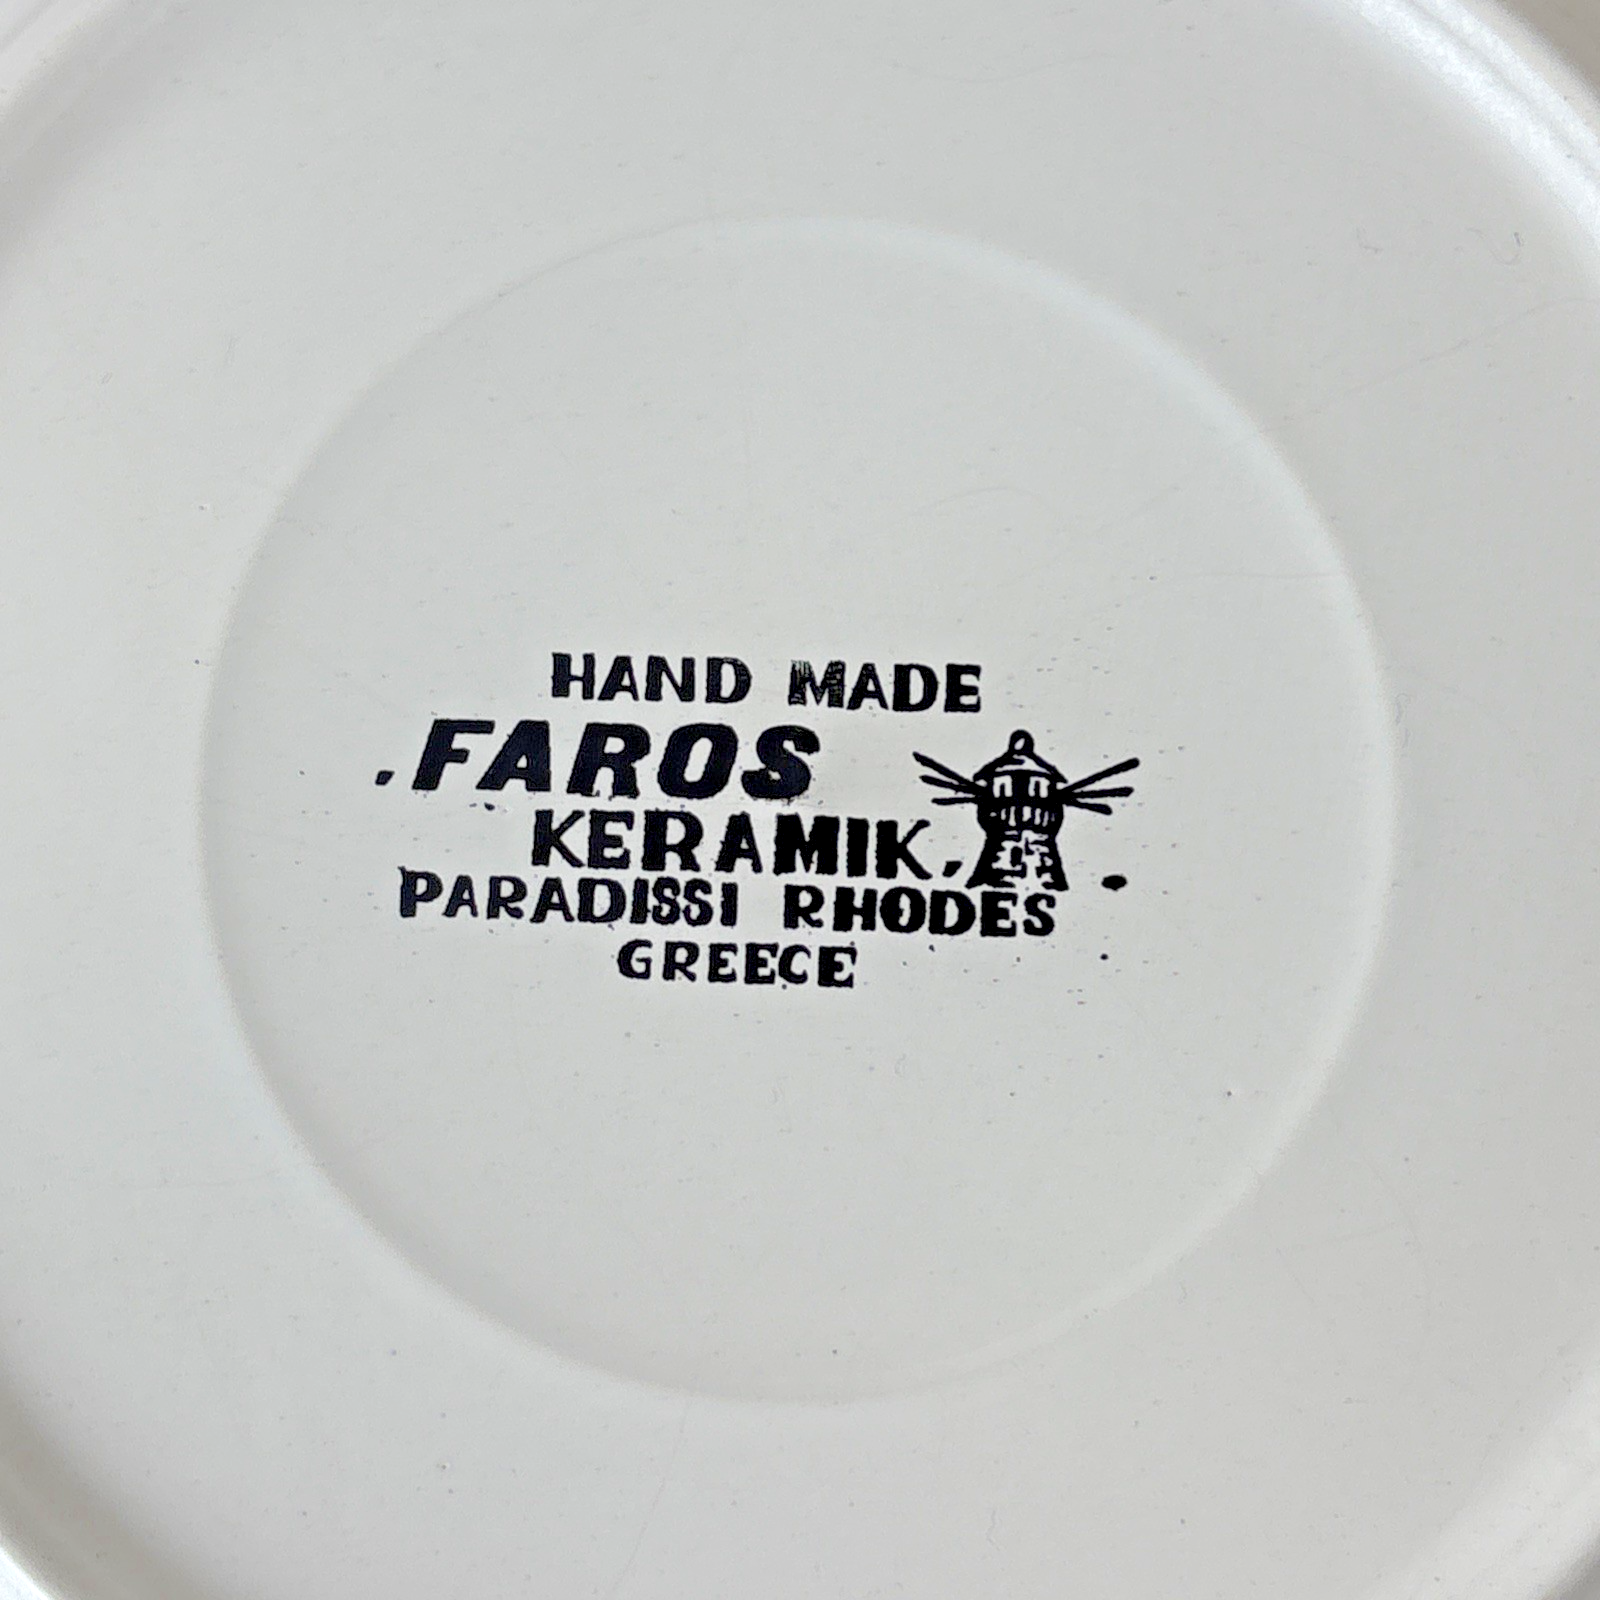 HAND MADE
FAROS
KERAMIK.
PARADISSI RHODES
GREECE